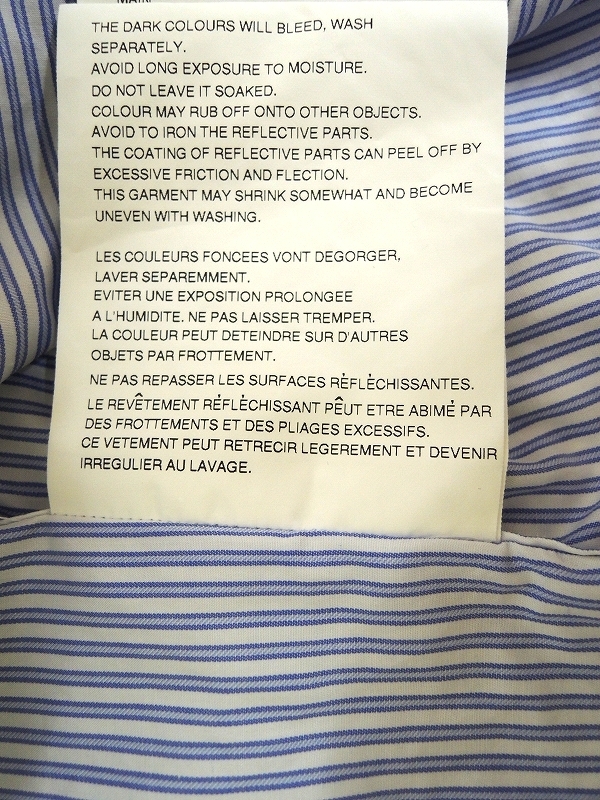 THE DARK COLOURS WILL BLEED, WASH
SEPARATELY.
AVOID LONG EXPOSURE TO MOISTURE.
DO NOT LEAVE IT SOAKED.
COLOUR MAY RUB OFF ONTO OTHER OBJECTS.
AVOID TO IRON THE REFLECTIVE PARTS.
THE COATING OF REFLECTIVE PARTS CAN PEEL OFF BY
EXCESSIVE FRICTION AND FLECTION.
THIS GARMENT MAY SHRINK SOMEWHAT AND BECOME
UNEVEN WITH WASHING.
LES COULEURS FONCEES VONT DEGORGER,
LAVER SEPAREMMENT.
EVITER UNE EXPOSITION PROLONGEE
A L'HUMIDITE. NE PAS LAISSER TREMPER.
LA COULEUR PEUT DETEINDRE SUR D'AUTRES
OBJETS PAR FROTTEMENT.
NE PAS REPASSER LES SURFACES RÈFLÈCHISSANTES.
LE REVÊTEMENT RÉFLÈCHISSANT PÊUT ETRE ABIMÉ PAR
DES FROTTEMENTS ET DES PLIAGES EXCESSIFS.
CE VETEMENT PEUT RETRECIR LEGEREMENT ET DEVENIR
IRREGULIER AU LAVAGE.